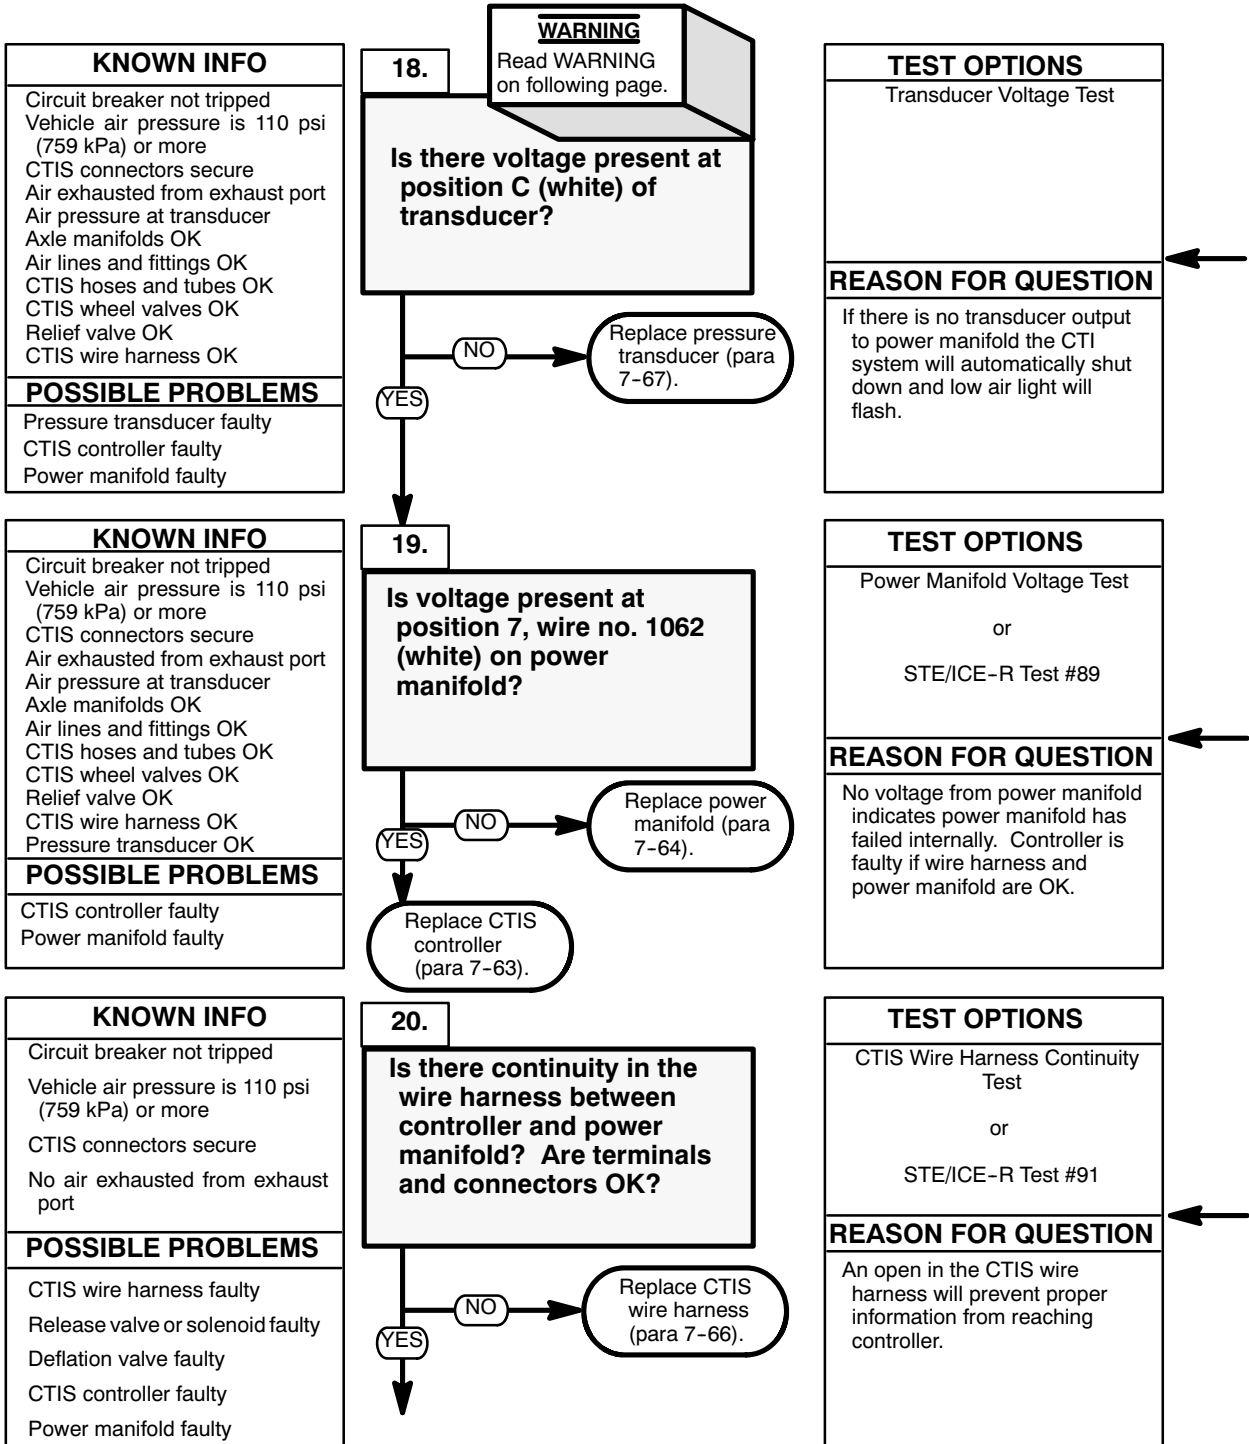 WARNING
Read WARNING
on following page.
KNOWN INFO
Circuit breaker not tripped
Vehicle air pressure is 110 psi
(759 kPa) or more
CTIS connectors secure
Air exhausted from exhaust port
Air pressure at transducer
Axle manifolds OK
Air lines and fittings OK
CTIS hoses and tubes OK
CTIS wheel valves OK
Relief valve OK
CTIS wire harness OK
POSSIBLE PROBLEMS
Pressure transducer faulty
CTIS controller faulty
Power manifold faulty
18.
Is there voltage present at
position C (white) of
transducer?
NO
Replace pressure
transducer (para
7-67).
YES
TEST OPTIONS
Transducer Voltage Test
REASON FOR QUESTION
If there is no transducer output
to power manifold the CTI
system will automatically shut
down and low air light will
flash.
KNOWN INFO
Circuit breaker not tripped
Vehicle air pressure is 110 psi
(759 kPa) or more
CTIS connectors secure
Air exhausted from exhaust port
Air pressure at transducer
Axle manifolds OK
Air lines and fittings OK
CTIS hoses and tubes OK
CTIS wheel valves OK
Relief valve OK
CTIS wire harness OK
Pressure transducer OK
POSSIBLE PROBLEMS
CTIS controller faulty
Power manifold faulty
19.
Is voltage present at
position 7, wire no. 1062
(white) on power
manifold?
NO
Replace power
manifold (para
7-64).
YES
Replace CTIS
controller
(para 7-63).
TEST OPTIONS
Power Manifold Voltage Test
or
STE/ICE-R Test #89
REASON FOR QUESTION
No voltage from power manifold
indicates power manifold has
failed internally. Controller is
faulty if wire harness and
power manifold are OK.
KNOWN INFO
Circuit breaker not tripped
Vehicle air pressure is 110 psi
(759 kPa) or more
CTIS connectors secure
No air exhausted from exhaust
port
POSSIBLE PROBLEMS
CTIS wire harness faulty
Release valve or solenoid faulty
Deflation valve faulty
CTIS controller faulty
Power manifold faulty
20.
Is there continuity in the
wire harness between
controller and power
manifold? Are terminals
and connectors OK?
NO
Replace CTIS
wire harness
(para 7-66).
YES
TEST OPTIONS
CTIS Wire Harness Continuity
Test
or
STE/ICE-R Test #91
REASON FOR QUESTION
An open in the CTIS wire
harness will prevent proper
information from reaching
controller.